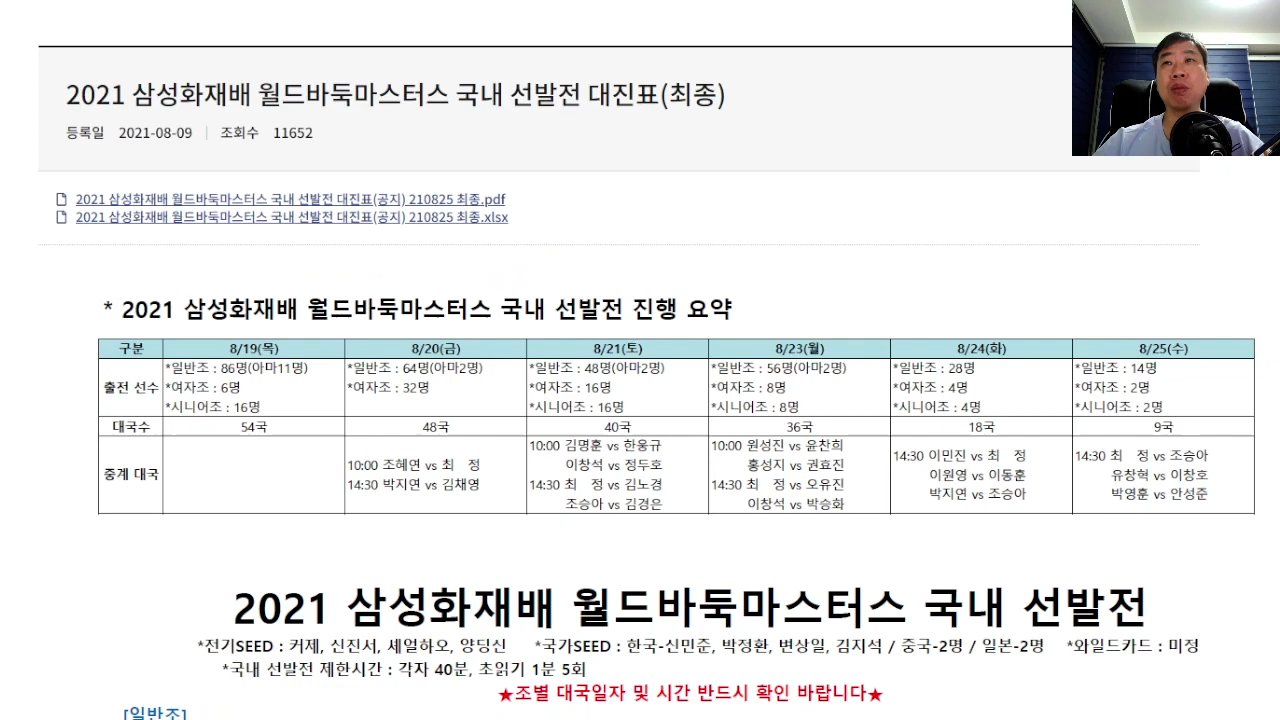 2021 삼성화재배 월드바둑마스터스 국내 선발전 대진표(최종)
등록일 2021-08-09 | 조회수 11652
2021 삼성화재배 월드바둑마스터스 국내 선발전 대진표(공지) 210825 최종.pdf
2021 삼성화재배 월드바둑마스터스 국내 선발전 대진표(공지) 210825 최종.xlsx
* 2021 삼성화재배 월드바둑마스터스 국내 선발전 진행 요약
구분 8/19(목) 8/20(금) 8/21(토) 8/23(월) 8/24(화) 8/25(수)
*일반조 : 86명(아마11명) *일반조 : 64명(아마2명) *일반조 : 48명(아마2명) *일반조 : 56명(아마2명) *일반조 : 28명 *일반조 : 14명
출전 선수 *여자조 : 6명 *여자조 : 32명 *여자조 : 16명 *여자조 : 8명 *여자조 : 4명 *여자조 : 2명
*시니어조 : 16명 *시니어조 : 16명 *시니어조 : 8명 *시니어조 : 4명 *시니어조 : 2명
대국수 54국 48국 40국 36국 18국 9국
중계 대국
10:00 조혜연 vs 최 정
14:30 박지연 vs 김채영
10:00 김명훈 vs 한웅규
이창석 vs 정두호
14:30 최 정 vs 김노경
조승아 vs 김경은
10:00 원성진 vs 윤찬희
홍성지 vs 권효진
14:30 최 정 vs 오유진
이창석 vs 박승화
14:30 이민진 vs 최 정
이원영 vs 이동훈
박지연 vs 조승아
14:30 최 정 vs 조승아
유창혁 vs 이창호
박영훈 vs 안성준
2021 삼성화재배 월드바둑마스터스 국내 선발전
*전기SEED : 커제, 신진서, 셰얼하오, 양딩신 *국가SEED : 한국-신민준, 박정환, 변상일, 김지석 / 중국-2명 / 일본-2명 *와일드카드 : 미정
*국내 선발전 제한시간 : 각자 40분, 초읽기 1분 5회
★조별 대국일자 및 시간 반드시 확인 바랍니다★
[일반조]